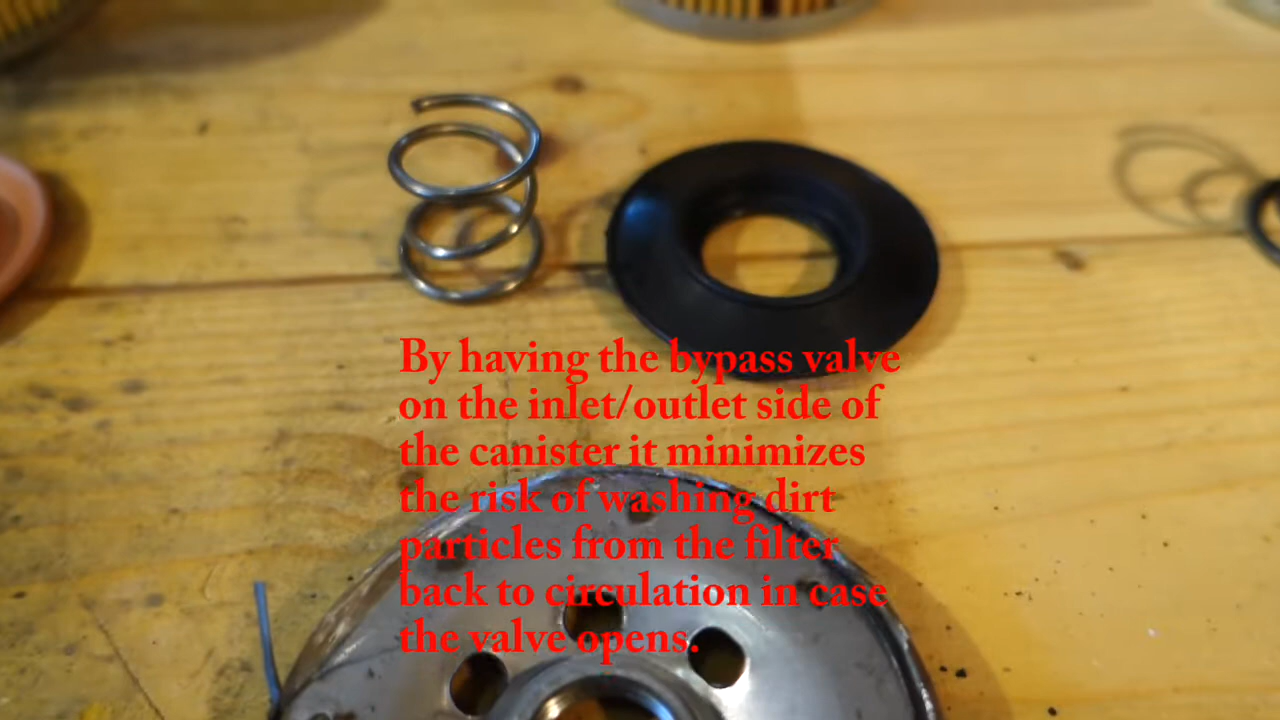 By having the bypass valve
on the inlet/outlet side of
the canister it minimizes
the risk of washing dirt
particles from the filter
back to circulation in case
the valve opens.